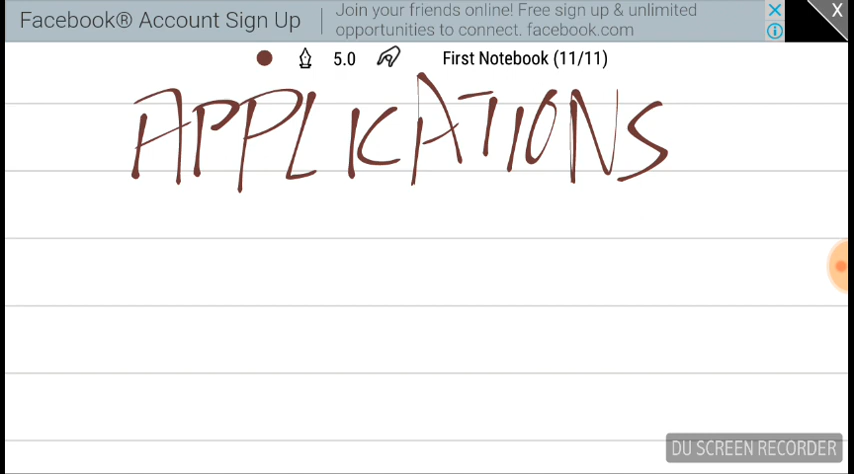 Facebook® Account Sign Up
Join your friends online! Free sign up & unlimited
opportunities to connect. facebook.com
X
5.0
First Notebook (11/11)
APPLICATIONS
DU SCREEN RECORDER